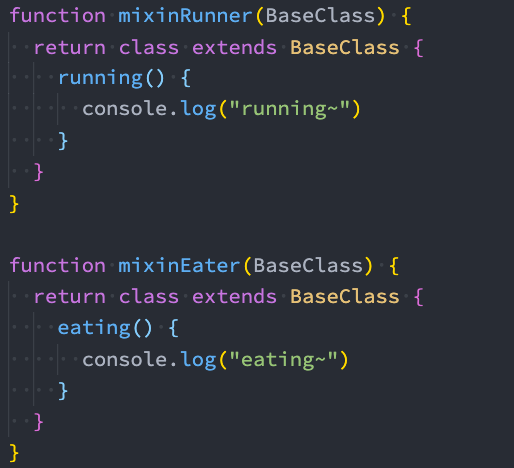 function mixinRunner(BaseClass) {
  return class extends BaseClass {
    running() {
      console.log("running~")
    }
  }
}

function mixinEater(BaseClass) {
  return class extends BaseClass {
    eating() {
      console.log("eating~")
    }
  }
}